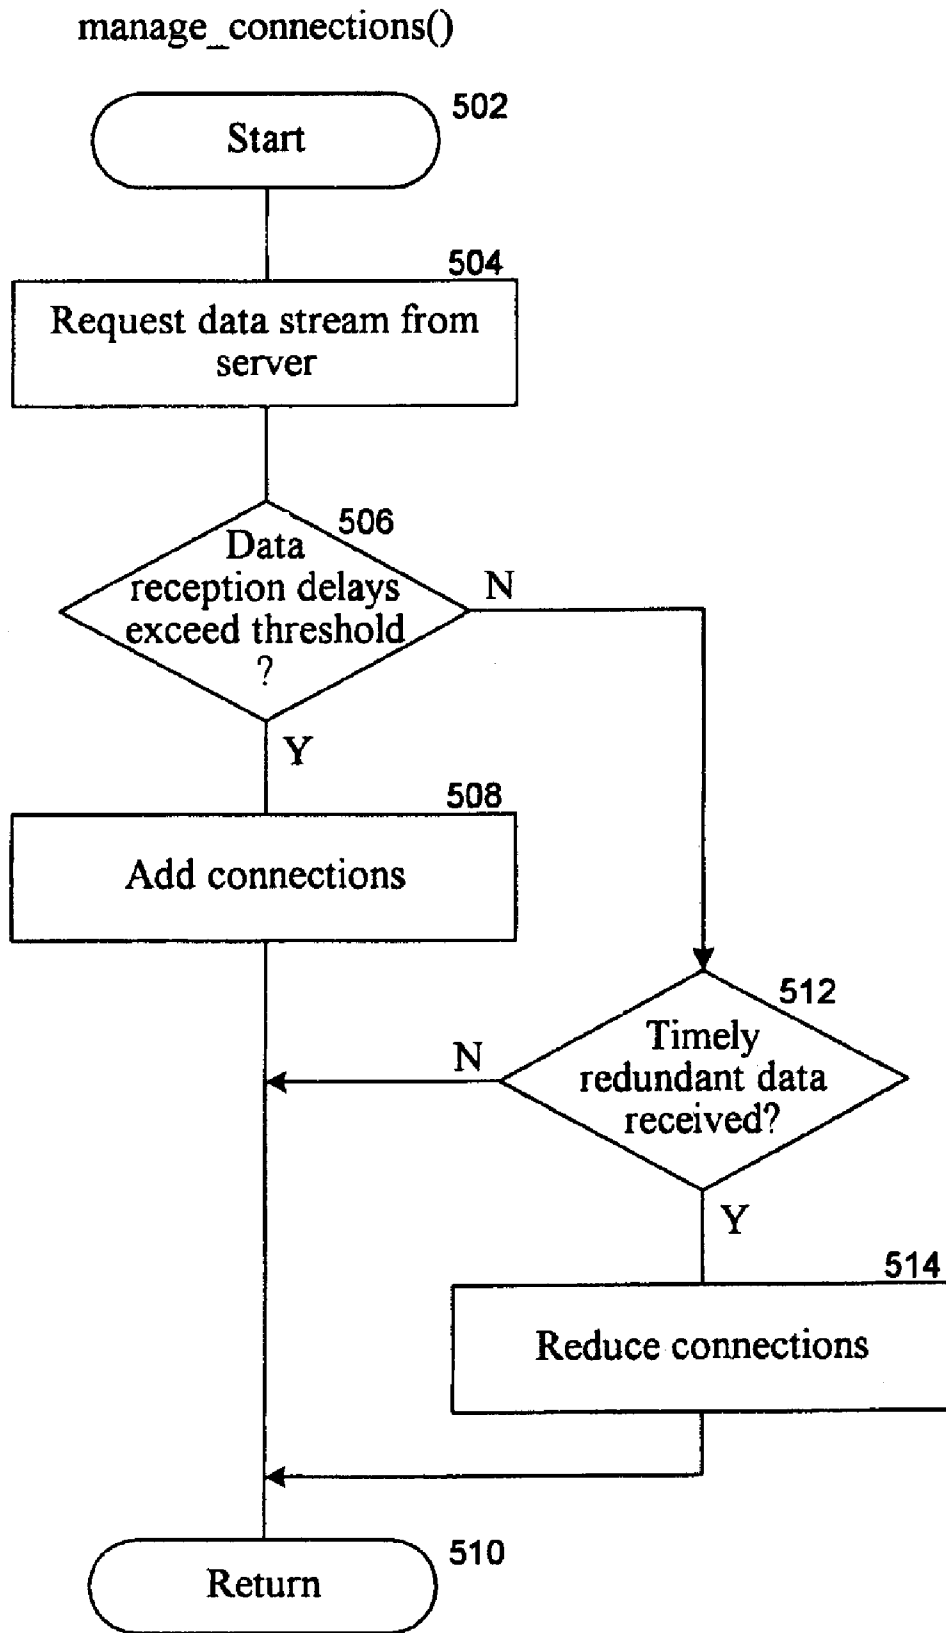 manage_connections()
502
Start
504
Request data stream from
server
506
Data
reception delays
exceed threshold
?
N
Y
508
Add connections
512
Timely
redundant data
received?
N
Y
514
Reduce connections
510
Return